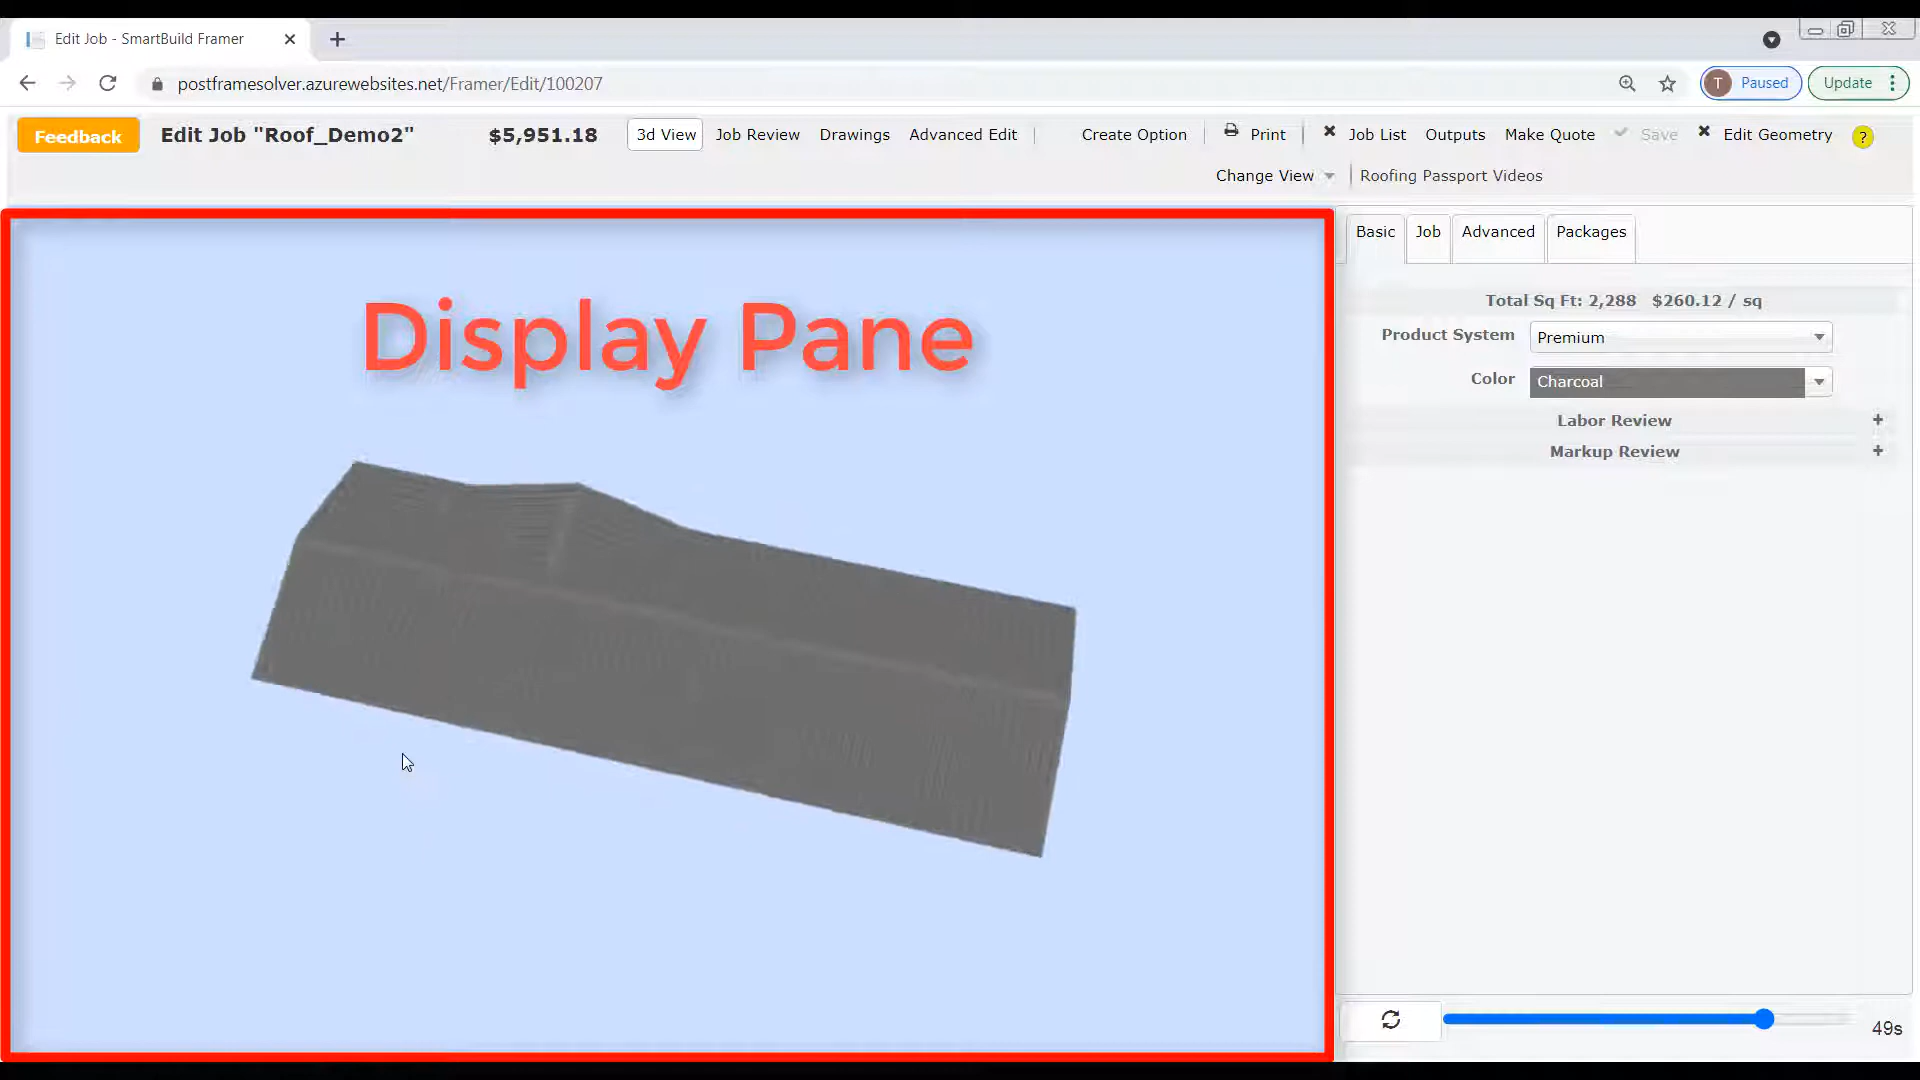 Edit Job - SmartBuild Framer
postframesolver.azurewebsites.net/Framer/Edit/100207
T Paused
Update
Feedback
Edit Job "Roof_Demo2"
$5,951.18
3d View
Job Review
Drawings
Advanced Edit
Create Option
Print
Job List
Outputs
Make Quote
Save
Edit Geometry
?
Change View
Roofing Passport Videos
Display Pane
Basic
Job
Advanced
Packages
Total Sq Ft: 2,288 $260.12 / sq
Product System
Premium
Color
Charcoal
Labor Review +
Markup Review +
49s